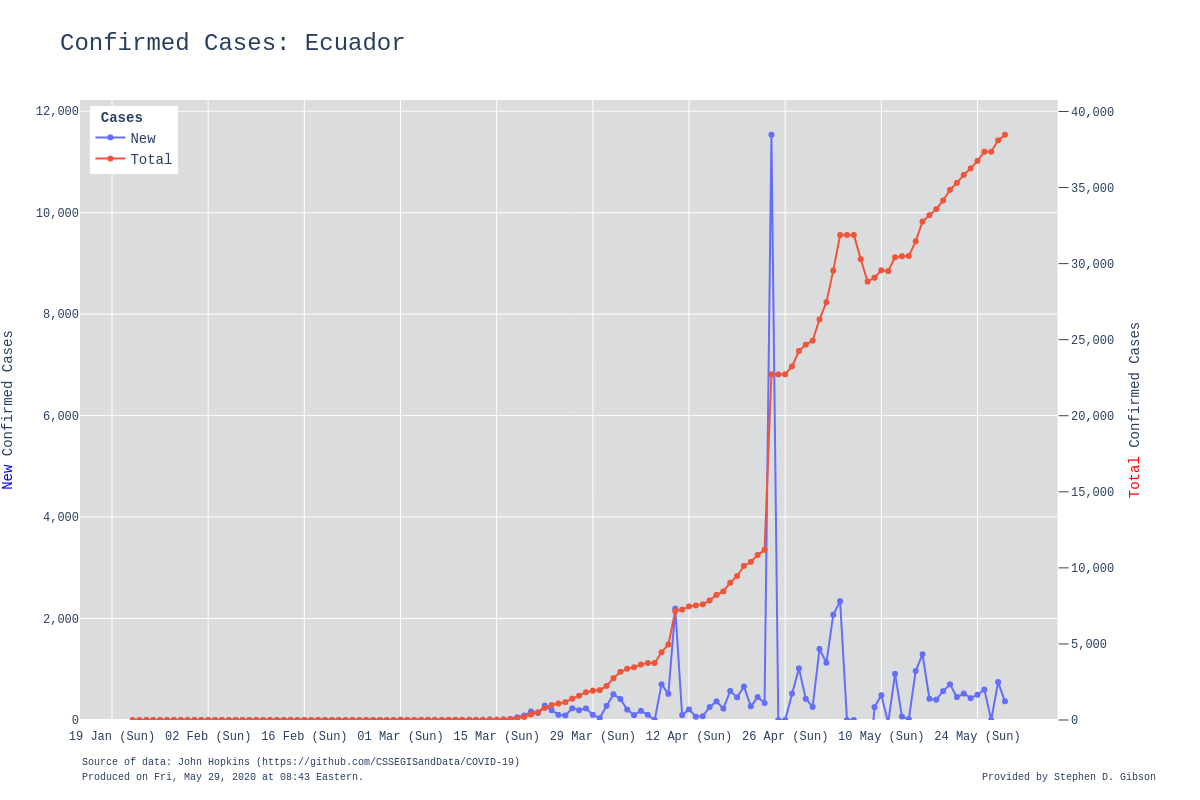 Confirmed Cases: Ecuador
Cases
New
Total
12,000
10,000
8,000
6,000
4,000
2,000
0
New Confirmed Cases
40,000
35,000
30,000
25,000
20,000
15,000
10,000
5,000
0
Total Confirmed Cases
19 Jan (Sun) 02 Feb (Sun) 16 Feb (Sun) 01 Mar (Sun) 15 Mar (Sun) 29 Mar (Sun) 12 Apr (Sun) 26 Apr (Sun) 10 May (Sun) 24 May (Sun)
Source of data: John Hopkins (https://github.com/CSSEGISandData/COVID-19)
Produced on Fri, May 29, 2020 at 08:43 Eastern.
Provided by Stephen D. Gibson